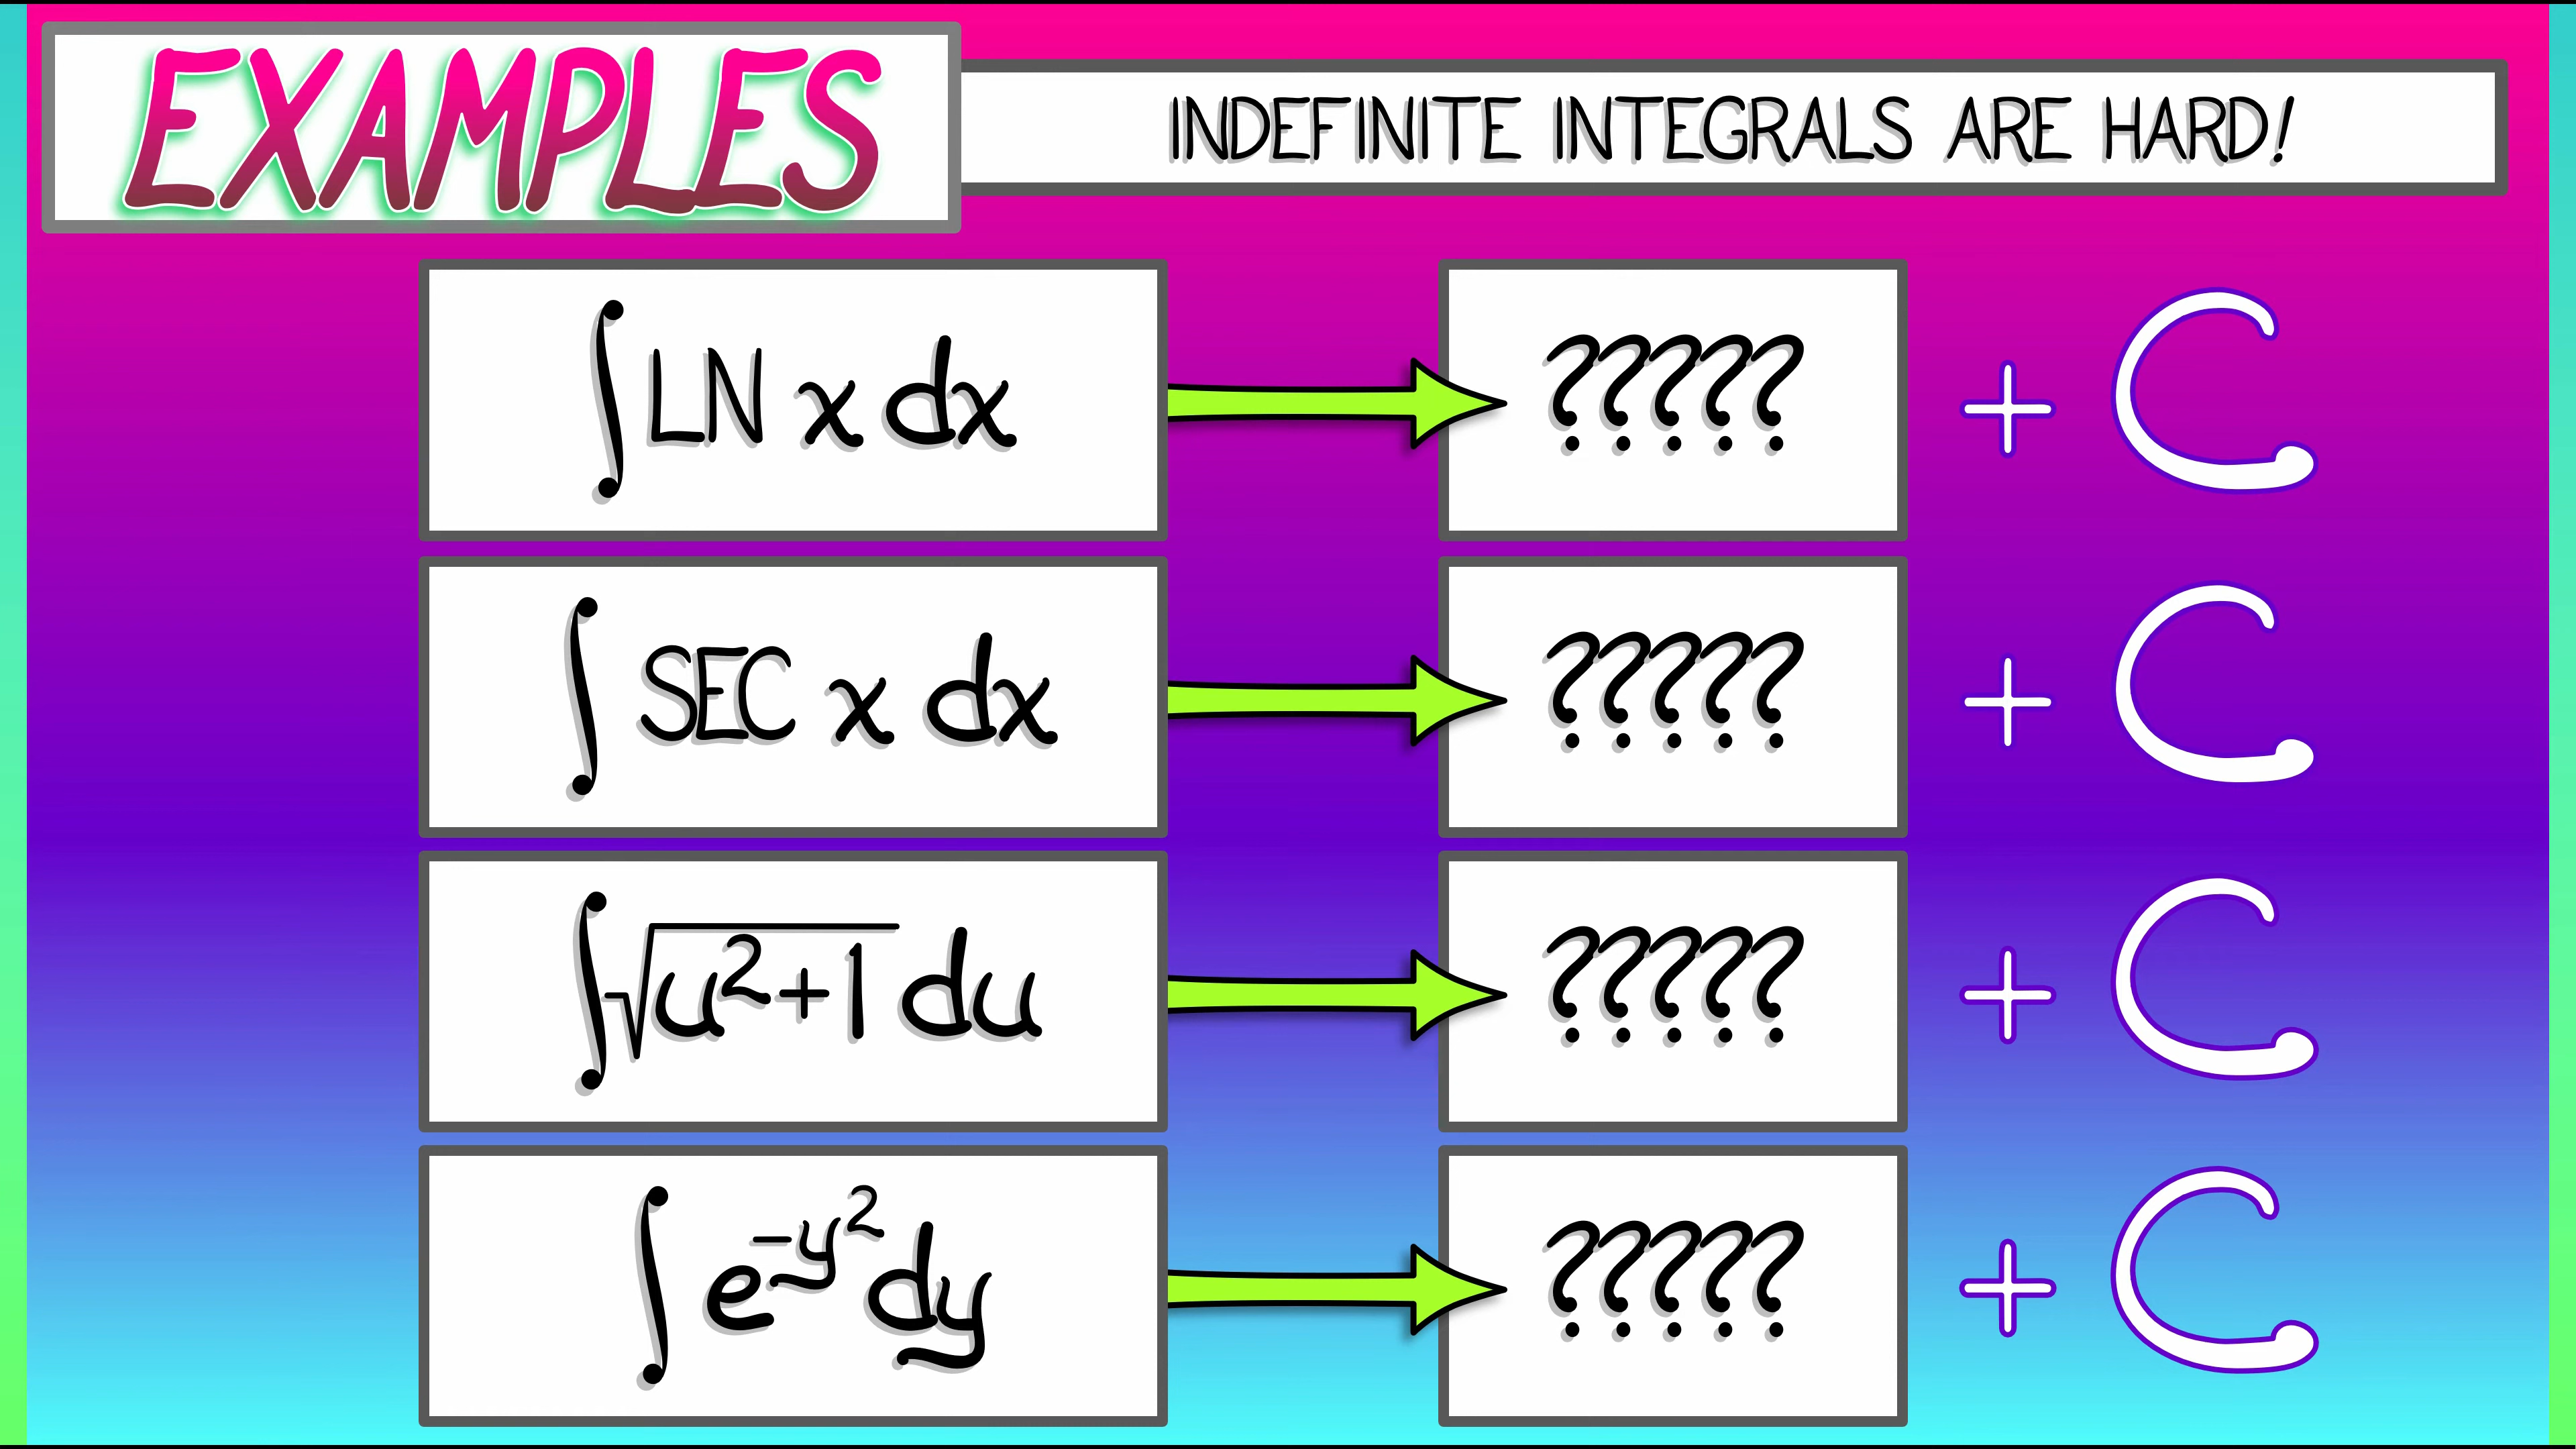 EXAMPLES
INDEFINITE INTEGRALS ARE HARD!
∫ LN x dx ????? + C
∫ SEC x dx ????? + C
∫ √(u²+1) du ????? + C
∫ e^(-y²) dy ????? + C